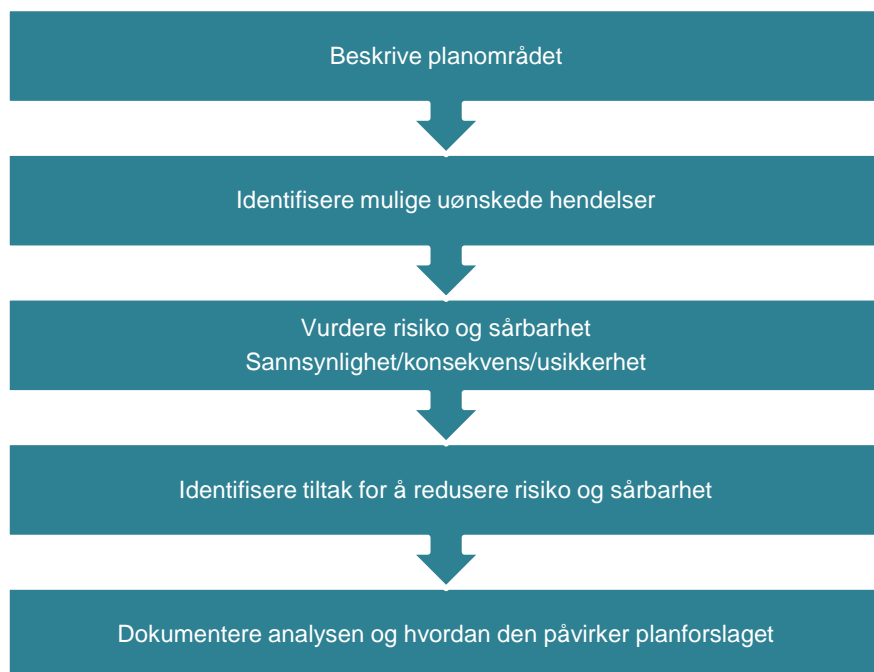 Beskrive planområdet
Identifisere mulige uønskede hendelser
Vurdere risiko og sårbarhet
Sannsynlighet/konsekvens/usikkerhet
Identifisere tiltak for å redusere risiko og sårbarhet
Dokumentere analysen og hvordan den påvirker planforslaget